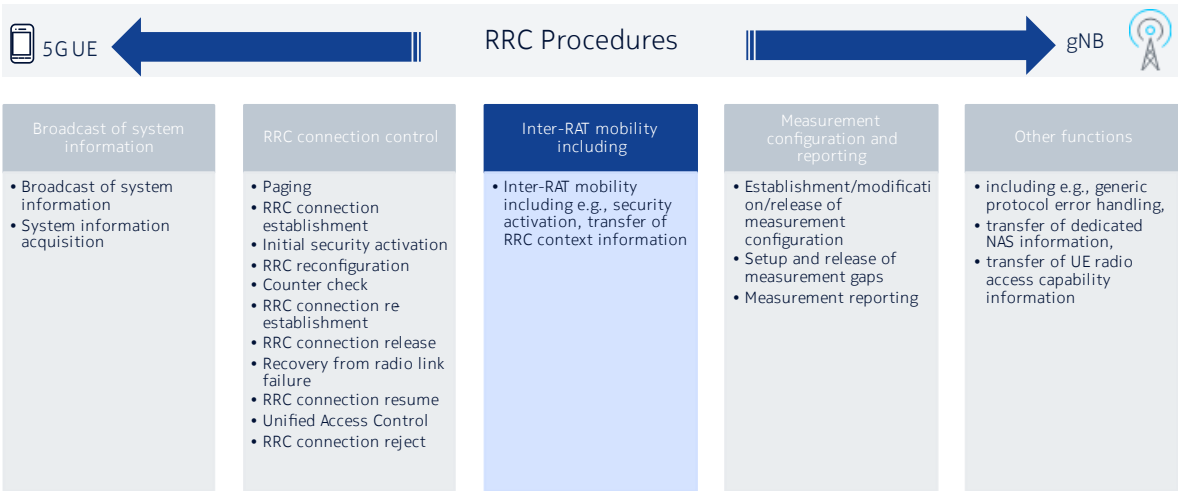 5G UE
RRC Procedures
gNB
Broadcast of system
information
• Broadcast of system
information
• System information
acquisition
RRC connection control
• Paging
• RRC connection
establishment
• Initial security activation
• RRC reconfiguration
• Counter check
• RRC connection re
establishment
• RRC connection release
• Recovery from radio link
failure
• RRC connection resume
• Unified Access Control
• RRC connection reject
Inter-RAT mobility
including
• Inter-RAT mobility
including e.g., security
activation, transfer of
RRC context information
Measurement
configuration and
reporting
• Establishment/modificati
on/release of
measurement
configuration
• Setup and release of
measurement gaps
• Measurement reporting
Other functions
• including e.g., generic
protocol error handling,
• transfer of dedicated
NAS information,
• transfer of UE radio
access capability
information